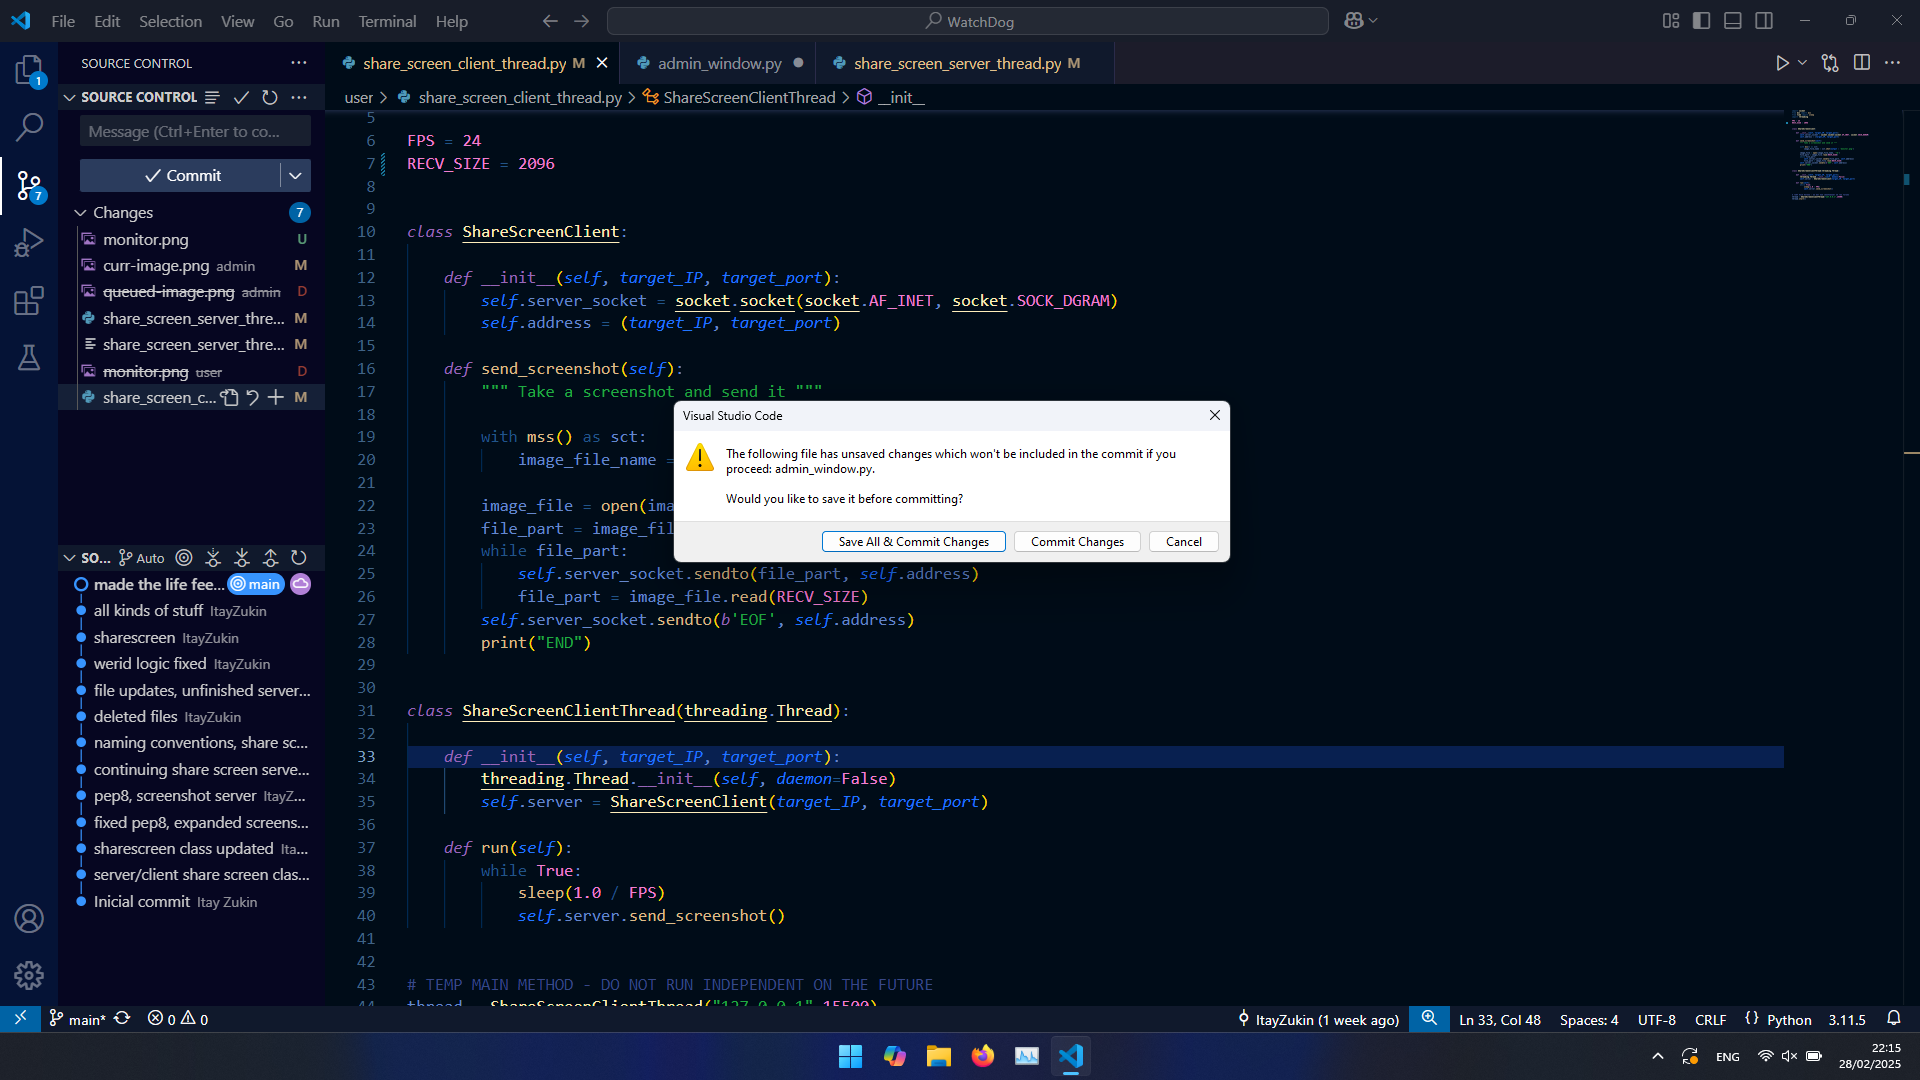 File Edit Selection View Go Run Terminal Help
WatchDog
SOURCE CONTROL
SOURCE CONTROL
Message (Ctrl+Enter to co...
Commit
Changes 7
monitor.png U
curr-image.png admin M
queued-image.png admin D
share_screen_server_thre... M
share_screen_server_thre... M
monitor.png user D
share_screen_c... M
1
7
SO... Auto
made the life fee... main
all kinds of stuff ItayZukin
sharescreen ItayZukin
werid logic fixed ItayZukin
file updates, unfinished server...
deleted files ItayZukin
naming conventions, share sc...
continuing share screen serve...
pep8, screenshot server ItayZ...
fixed pep8, expanded screens...
sharescreen class updated Ita...
server/client share screen clas...
Inicial commit Itay Zukin
share_screen_client_thread.py M
admin_window.py
share_screen_server_thread.py M
user > share_screen_client_thread.py > ShareScreenClientThread > __init__
5
6 FPS = 24
7 RECV_SIZE = 2096
8
9
10 class ShareScreenClient:
11
12 def __init__(self, target_IP, target_port):
13 self.server_socket = socket.socket(socket.AF_INET, socket.SOCK_DGRAM)
14 self.address = (target_IP, target_port)
15
16 def send_screenshot(self):
17 """ Take a screenshot and send it """
18
19 with mss() as sct:
20 image_file_name =
21
22 image_file = open(ima
23 file_part = image_fil
24 while file_part:
25 self.server_socket.sendto(file_part, self.address)
26 file_part = image_file.read(RECV_SIZE)
27 self.server_socket.sendto(b'EOF', self.address)
28 print("END")
29
30
31 class ShareScreenClientThread(threading.Thread):
32
33 def __init__(self, target_IP, target_port):
34 threading.Thread.__init__(self, daemon=False)
35 self.server = ShareScreenClient(target_IP, target_port)
36
37 def run(self):
38 while True:
39 sleep(1.0 / FPS)
40 self.server.send_screenshot()
41
42
43 # TEMP MAIN METHOD - DO NOT RUN INDEPENDENT ON THE FUTURE
44 thread = ShareScreenClientThread("127.0.0.1",15500)
Visual Studio Code
The following file has unsaved changes which won't be included in the commit if you
proceed: admin_window.py.
Would you like to save it before committing?
Save All & Commit Changes
Commit Changes
Cancel
main* 0 0
ItayZukin (1 week ago) Ln 33, Col 48 Spaces: 4 UTF-8 CRLF Python 3.11.5
ENG
22:15
28/02/2025